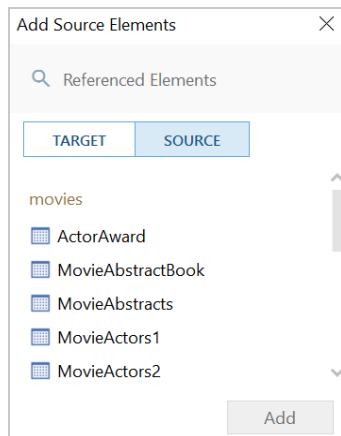 Add Source Elements
Referenced Elements
TARGET SOURCE
movies
ActorAward
MovieAbstractBook
MovieAbstracts
MovieActors1
MovieActors2
Add